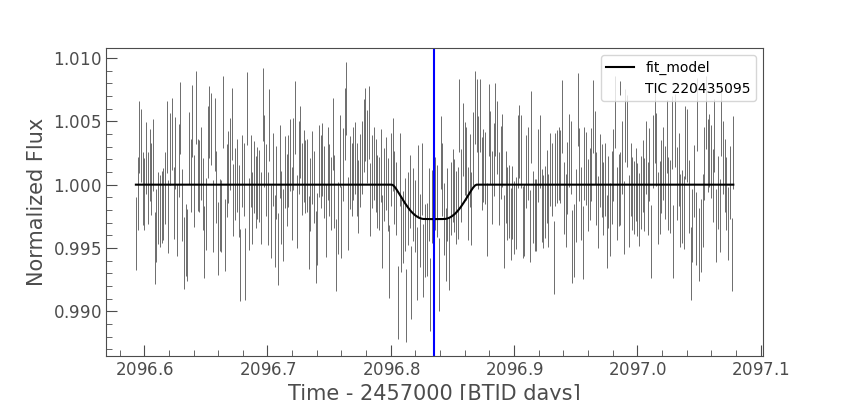 1.010
1.005
1.000
0.995
0.990
Normalized Flux
fit_model
TIC 220435095
2096.6 2096.7 2096.8 2096.9 2097.0 2097.1
Time - 2457000 [BTJD days]